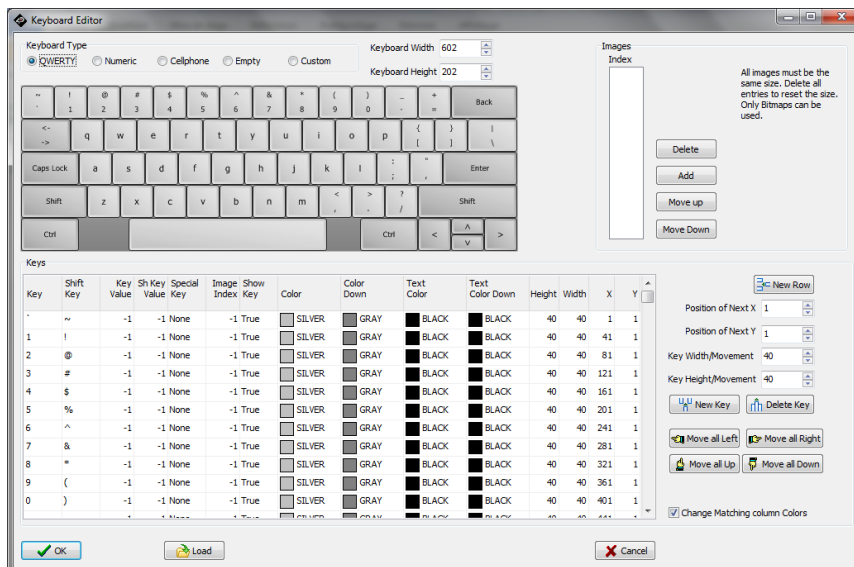 Keyboard Editor
Keyboard Type
QWERTY Numeric Cellphone Empty Custom
Keyboard Width 602
Keyboard Height 202
Images
Index
All images must be the
same size. Delete all
entries to reset the size.
Only Bitmaps can be
used.
Delete
Add
Move up
Move Down
~ ! @ # $ % ^ & * ( ) _ +
` 1 2 3 4 5 6 7 8 9 0 - = Back
<-
-> q w e r t y u i o p { [ } ] | \
Caps Lock a s d f g h j k l : ; " , Enter
Shift z x c v b n m < , > . ? / Shift
Ctrl Ctrl < ^ v >
Keys
Key Shift Key Key Value Sh Key Value Special Key Image Index Show Key Color Color Down Text Color Text Color Down Height Width X Y
` ~ -1 -1 None -1 True SILVER GRAY BLACK BLACK 40 40 1 1
1 ! -1 -1 None -1 True SILVER GRAY BLACK BLACK 40 40 41 1
2 @ -1 -1 None -1 True SILVER GRAY BLACK BLACK 40 40 81 1
3 # -1 -1 None -1 True SILVER GRAY BLACK BLACK 40 40 121 1
4 $ -1 -1 None -1 True SILVER GRAY BLACK BLACK 40 40 161 1
5 % -1 -1 None -1 True SILVER GRAY BLACK BLACK 40 40 201 1
6 ^ -1 -1 None -1 True SILVER GRAY BLACK BLACK 40 40 241 1
7 & -1 -1 None -1 True SILVER GRAY BLACK BLACK 40 40 281 1
8 * -1 -1 None -1 True SILVER GRAY BLACK BLACK 40 40 321 1
9 ( -1 -1 None -1 True SILVER GRAY BLACK BLACK 40 40 361 1
0 ) -1 -1 None -1 True SILVER GRAY BLACK BLACK 40 40 401 1
New Row
Position of Next X 1
Position of Next Y 1
Key Width/Movement 40
Key Height/Movement 40
New Key Delete Key
Move all Left Move all Right
Move all Up Move all Down
Change Matching column Colors
OK Load Cancel